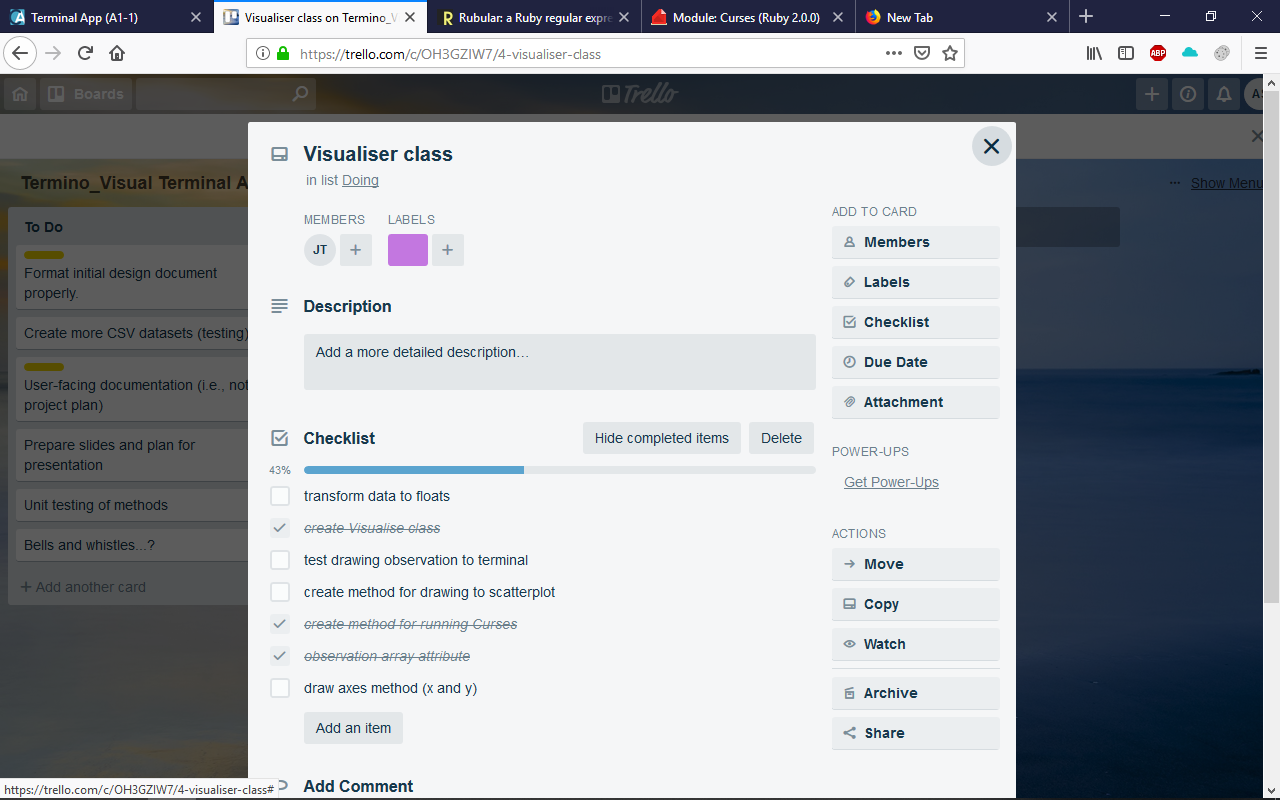 Terminal App (A1-1)
Visualiser class on Termino_V
Rubular: a Ruby regular expre
Module: Curses (Ruby 2.0.0)
New Tab
https://trello.com/c/OH3GZIW7/4-visualiser-class
ABP
Boards
Trello
Termino_Visual Terminal A
Show Menu
To Do
Format initial design document
properly.
Create more CSV datasets (testing)
User-facing documentation (i.e., not
project plan)
Prepare slides and plan for
presentation
Unit testing of methods
Bells and whistles...?
+ Add another card
Visualiser class
in list Doing
MEMBERS
LABELS
JT
Description
Add a more detailed description…
Checklist
Hide completed items
Delete
43%
transform data to floats
create Visualise class
test drawing observation to terminal
create method for drawing to scatterplot
create method for running Curses
observation array attribute
draw axes method (x and y)
Add an item
Add Comment
ADD TO CARD
Members
Labels
Checklist
Due Date
Attachment
POWER-UPS
Get Power-Ups
ACTIONS
Move
Copy
Watch
Archive
Share
https://trello.com/c/OH3GZIW7/4-visualiser-class#